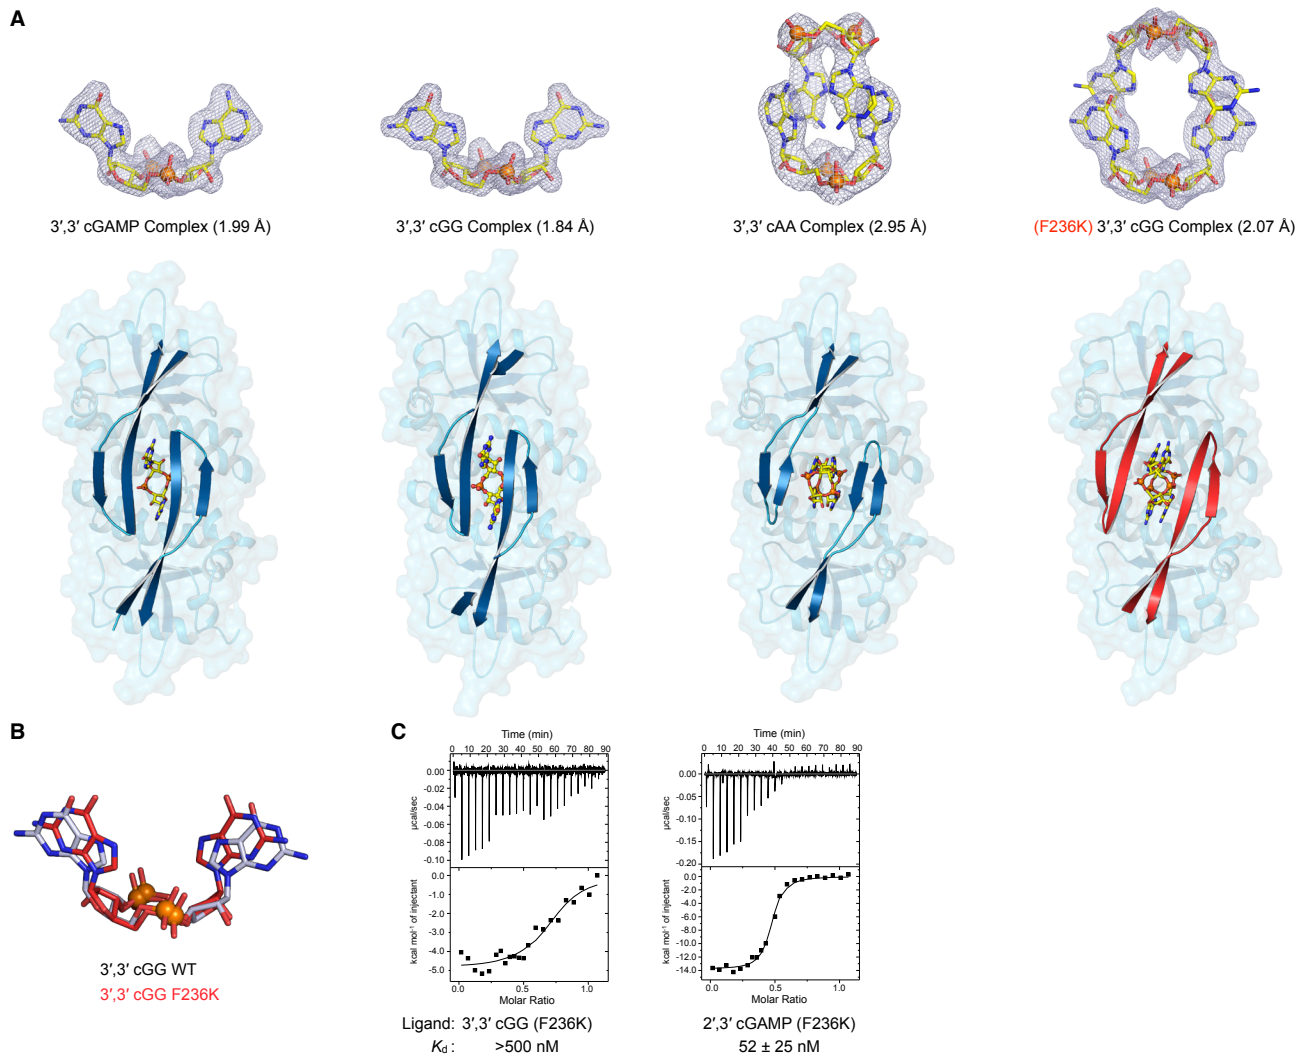 A
3′,3′ cGAMP Complex (1.99 Å)
3′,3′ cGG Complex (1.84 Å)
3′,3′ cAA Complex (2.95 Å)
(F236K) 3′,3′ cGG Complex (2.07 Å)
B
3′,3′ cGG WT
3′,3′ cGG F236K
C
Time (min)
0 10 20 30 40 50 60 70 80 90
0.00
-0.02
-0.04
-0.06
-0.08
-0.10
µcal/sec
0.0
-1.0
-2.0
-3.0
-4.0
-5.0
kcal mol⁻¹ of injectant
0.0 0.5 1.0
Molar Ratio
Time (min)
0 10 20 30 40 50 60 70 80 90
0.00
-0.05
-0.10
-0.15
-0.20
µcal/sec
0.0
-2.0
-4.0
-6.0
-8.0
-10.0
-12.0
-14.0
kcal mol⁻¹ of injectant
0.0 0.5 1.0
Molar Ratio
Ligand: 3′,3′ cGG (F236K) 2′,3′ cGAMP (F236K)
Kd : >500 nM 52 ± 25 nM